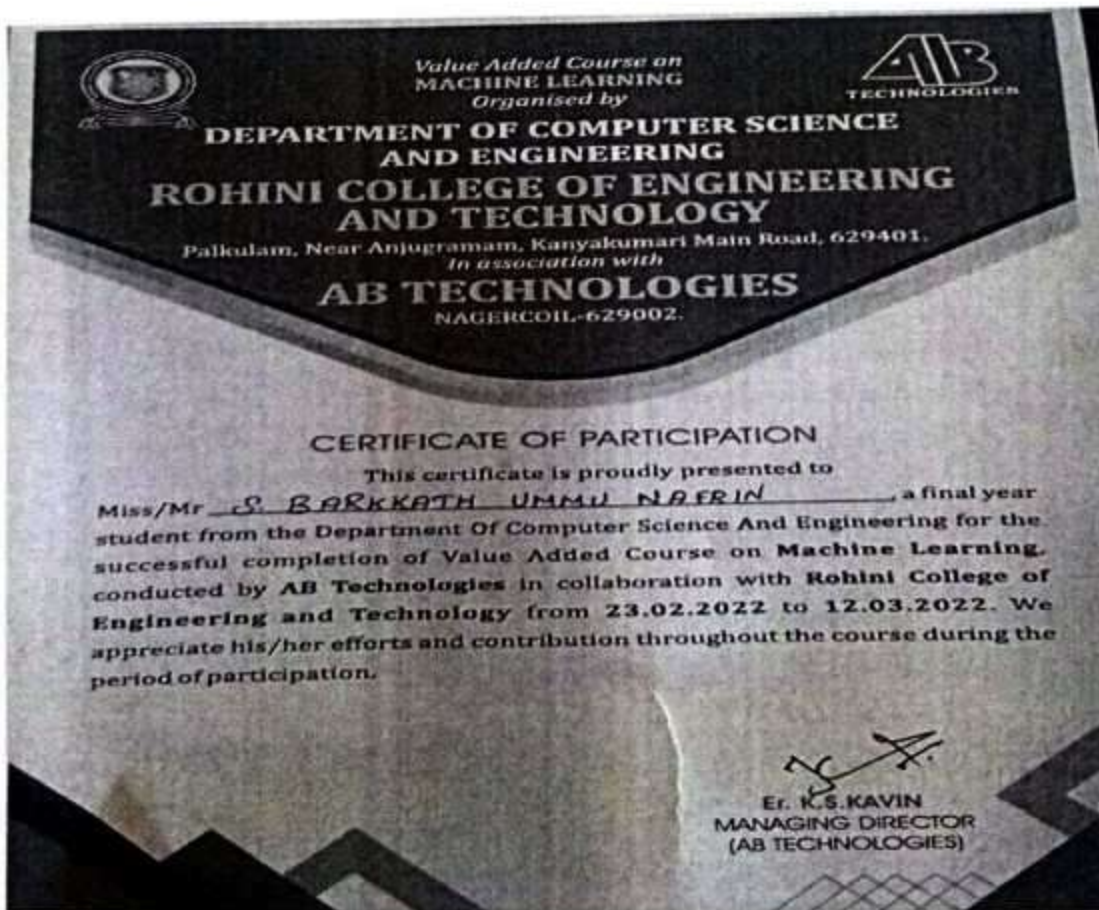 Value Added Course on
MACHINE LEARNING
Organised by
AB
TECHNOLOGIES
DEPARTMENT OF COMPUTER SCIENCE
AND ENGINEERING
ROHINI COLLEGE OF ENGINEERING
AND TECHNOLOGY
Palkulam, Near Anjugramam, Kanyakumari Main Road, 629401.
In association with
AB TECHNOLOGIES
NAGERCOIL-629002.
CERTIFICATE OF PARTICIPATION
This certificate is proudly presented to
Miss/Mr S. BARKKATH UMMU NAFRIN, a final year
student from the Department Of Computer Science And Engineering for the
successful completion of Value Added Course on Machine Learning,
conducted by AB Technologies in collaboration with Rohini College of
Engineering and Technology from 23.02.2022 to 12.03.2022. We
appreciate his/her efforts and contribution throughout the course during the
period of participation.
Er. K.S.KAVIN
MANAGING DIRECTOR
(AB TECHNOLOGIES)